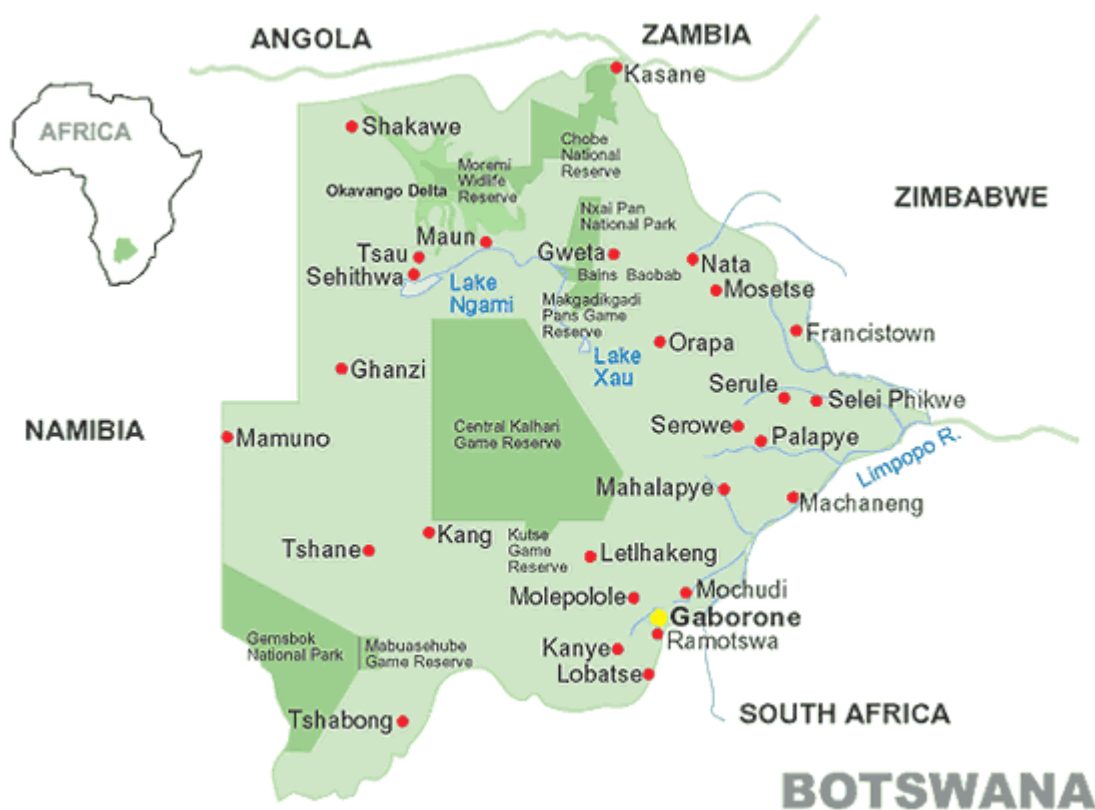 ANGOLA
ZAMBIA
Kasane
AFRICA
Shakawe
Chobe
National
Reserve
Moremi
Widlife
Reserve
Okavango Delta
ZIMBABWE
Nxai Pan
National Park
Maun
Gweta
Tsau
Nata
Sehithwa
Bains Baobab
Lake
Ngami
Mosetse
Makgadikgadi
Pans Game
Reserve
Francistown
Orapa
Lake
Xau
Ghanzi
Serule
Selei Phikwe
NAMIBIA
Mamuno
Central Kalhari
Game Reserve
Serowe
Palapye
Limpopo R.
Mahalapye
Machaneng
Kang
Kutse
Game
Reserve
Tshane
Letlhakeng
Molepolole
Mochudi
Gaborone
Ramotswa
Gemsbok
National Park
Mabuasehube
Game Reserve
Kanye
Lobatse
Tshabong
SOUTH AFRICA
BOTSWANA